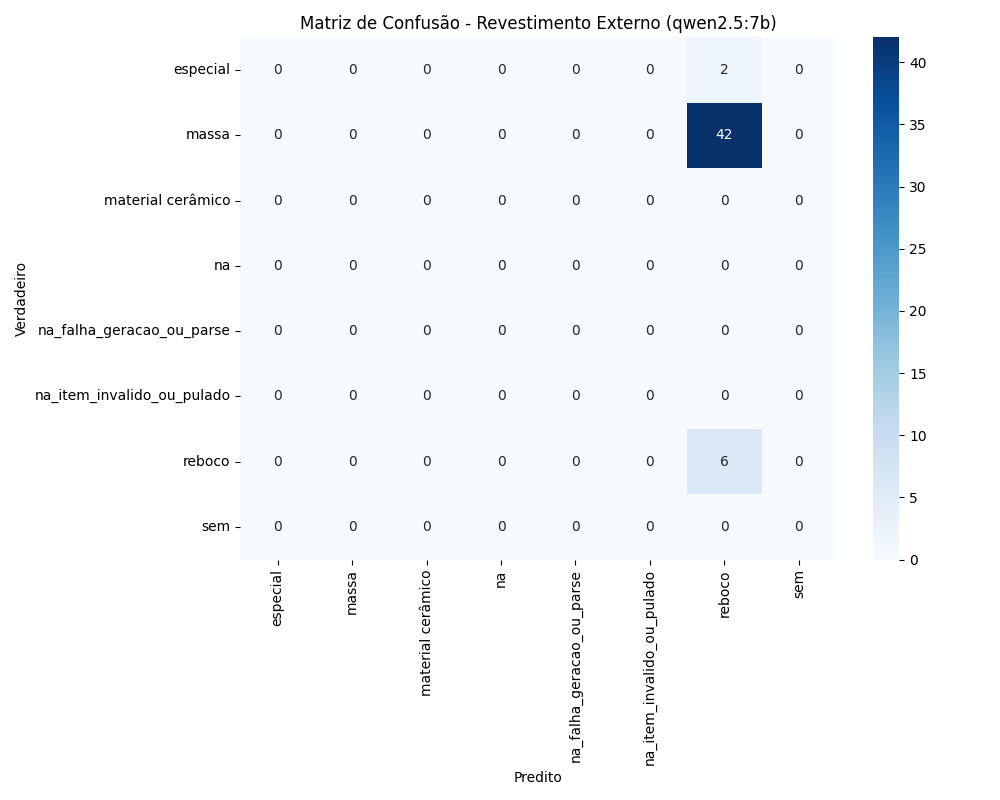 Matriz de Confusão - Revestimento Externo (qwen2.5:7b)
Verdadeiro
especial 0 0 0 0 0 0 2 0
massa 0 0 0 0 0 0 42 0
material cerâmico 0 0 0 0 0 0 0 0
na 0 0 0 0 0 0 0 0
na_falha_geracao_ou_parse 0 0 0 0 0 0 0 0
na_item_invalido_ou_pulado 0 0 0 0 0 0 0 0
reboco 0 0 0 0 0 0 6 0
sem 0 0 0 0 0 0 0 0
especial
massa
material cerâmico
na
na_falha_geracao_ou_parse
na_item_invalido_ou_pulado
reboco
sem
Predito
40
35
30
25
20
15
10
5
0